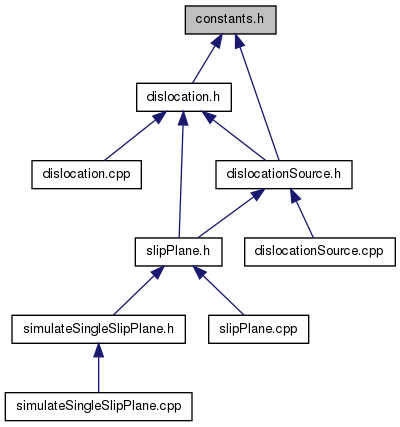 constants.h
dislocation.h
dislocation.cpp
dislocationSource.h
slipPlane.h
dislocationSource.cpp
simulateSingleSlipPlane.h
slipPlane.cpp
simulateSingleSlipPlane.cpp